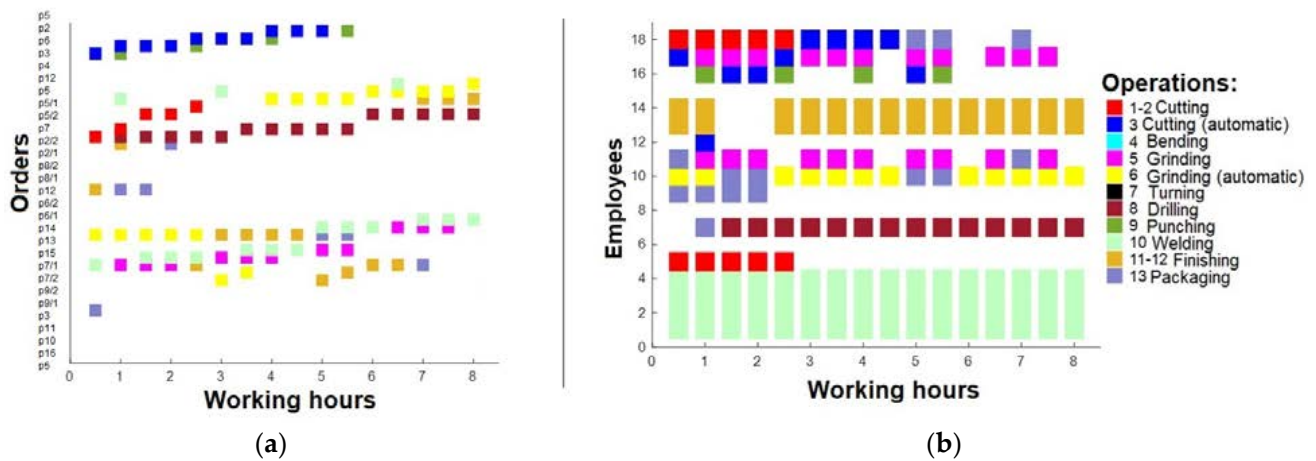 p5
p2
p6
p3
p4
p12
p5
p5/1
p5/2
p7
p2/2
p2/1
p8/2
p8/1
p12
p6/2
p6/1
p14
p13
p15
p7/1
p7/2
p9/2
p9/1
p3
p11
p10
p16
p5
Orders
0 1 2 3 4 5 6 7 8
Working hours
(a)
18
16
14
12
10
8
6
4
2
0
Employees
0 1 2 3 4 5 6 7 8
Working hours
(b)
Operations:
1-2 Cutting
3 Cutting (automatic)
4 Bending
5 Grinding
6 Grinding (automatic)
7 Turning
8 Drilling
9 Punching
10 Welding
11-12 Finishing
13 Packaging